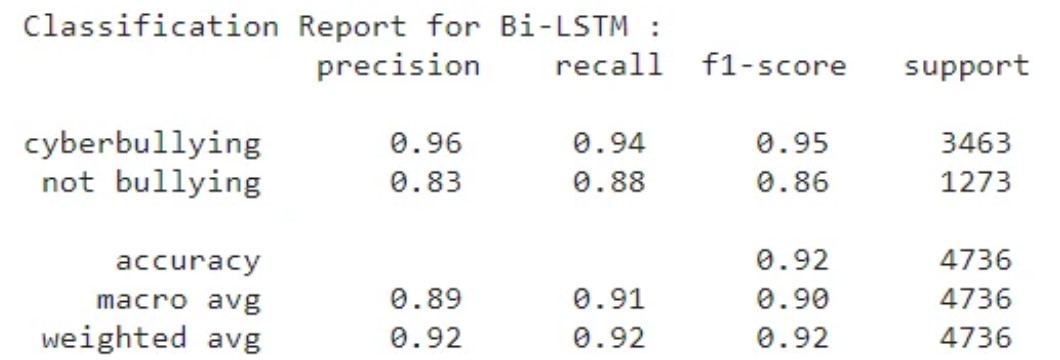 Classification Report for Bi-LSTM :
precision recall f1-score support
cyberbullying 0.96 0.94 0.95 3463
not bullying 0.83 0.88 0.86 1273
accuracy 0.92 4736
macro avg 0.89 0.91 0.90 4736
weighted avg 0.92 0.92 0.92 4736